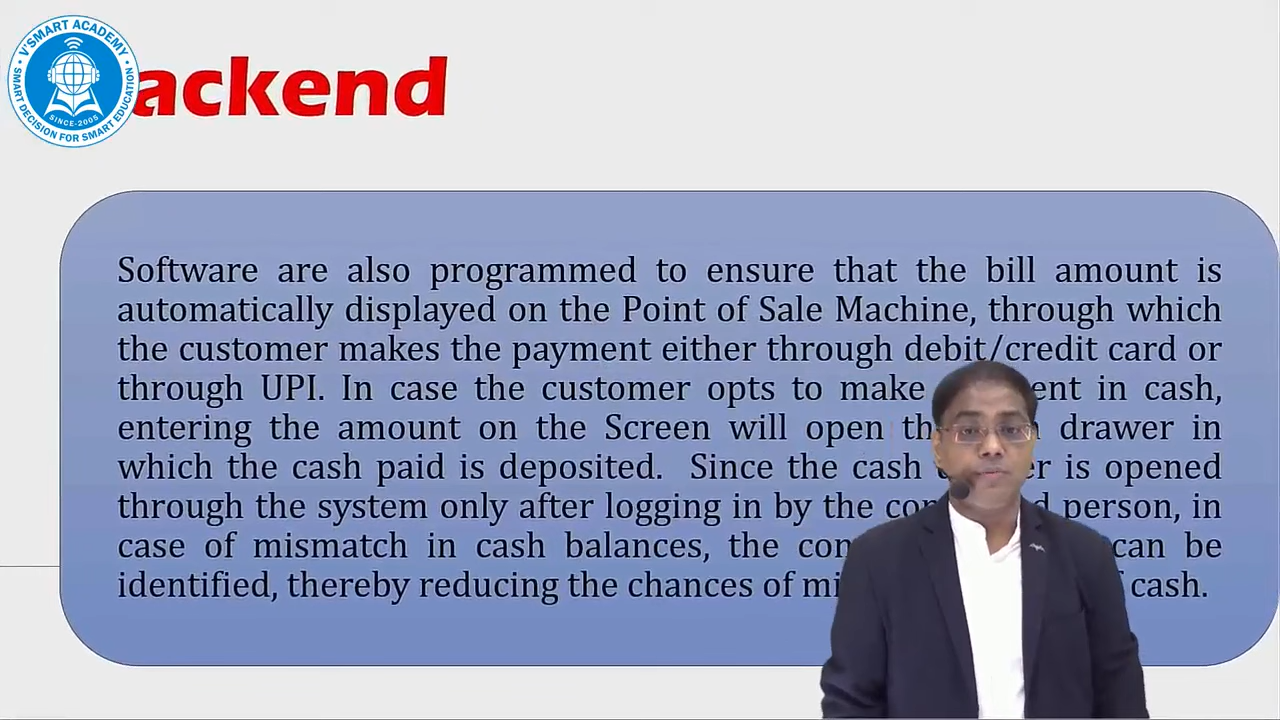 V'SMART ACADEMY
SMART DECISION FOR SMART EDUCATION
SINCE-2005
ackend
Software are also programmed to ensure that the bill amount is
automatically displayed on the Point of Sale Machine, through which
the customer makes the payment either through debit/credit card or
through UPI. In case the customer opts to make ent in cash,
entering the amount on the Screen will open drawer in
which the cash paid is deposited. Since the cash is opened
through the system only after logging in by the person, in
case of mismatch in cash balances, the can be
identified, thereby reducing the chances of cash.